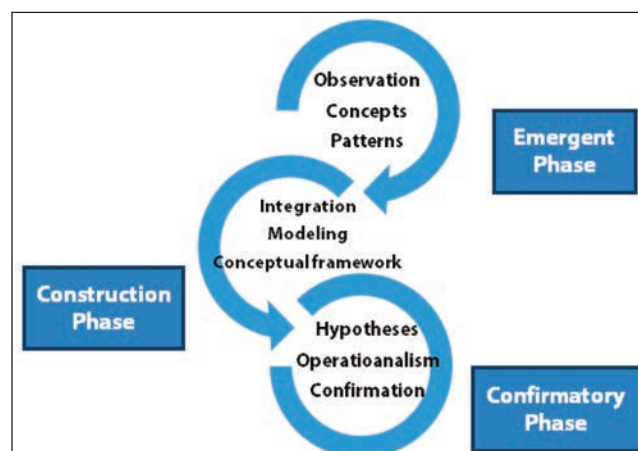 Observation
Concepts
Patterns
Emergent
Phase
Integration
Modeling
Conceptual framework
Construction
Phase
Hypotheses
Operatioanalism
Confirmation
Confirmatory
Phase